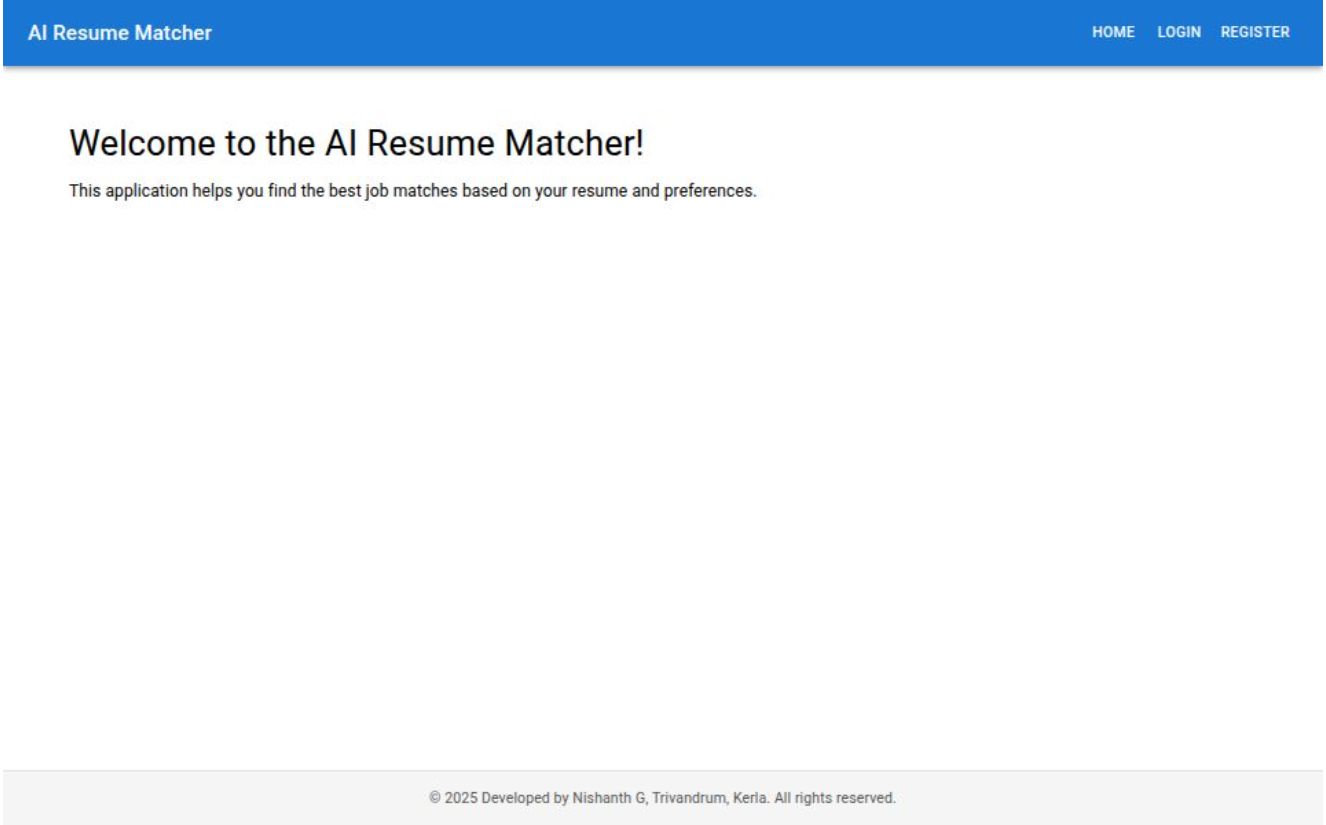 AI Resume Matcher
HOME LOGIN REGISTER
Welcome to the AI Resume Matcher!
This application helps you find the best job matches based on your resume and preferences.
© 2025 Developed by Nishanth G, Trivandrum, Kerla. All rights reserved.